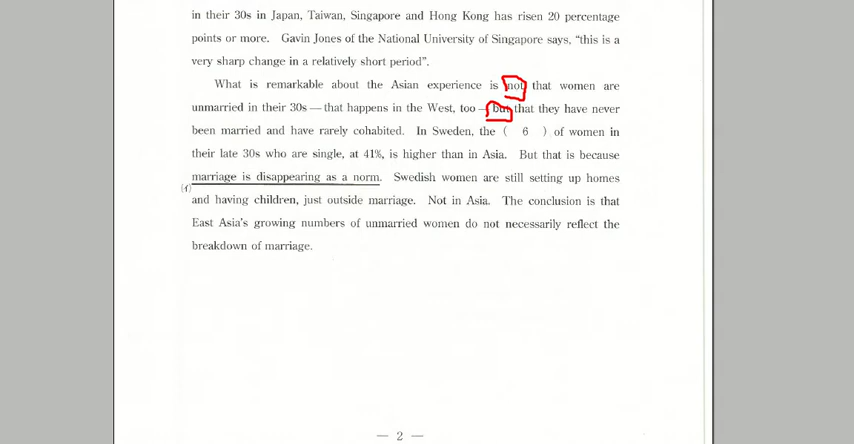 in their 30s in Japan, Taiwan, Singapore and Hong Kong has risen 20 percentage
points or more. Gavin Jones of the National University of Singapore says, “this is a
very sharp change in a relatively short period”.
What is remarkable about the Asian experience is not that women are
unmarried in their 30s — that happens in the West, too — but that they have never
been married and have rarely cohabited. In Sweden, the ( 6 ) of women in
their late 30s who are single, at 41%, is higher than in Asia. But that is because
marriage is disappearing as a norm. Swedish women are still setting up homes
(イ)
and having children, just outside marriage. Not in Asia. The conclusion is that
East Asia's growing numbers of unmarried women do not necessarily reflect the
breakdown of marriage.
— 2 —